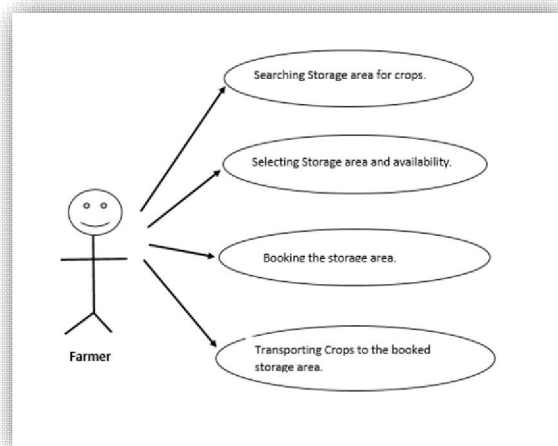 Searching Storage area for crops.
Selecting Storage area and availability.
Booking the storage area.
Transporting Crops to the booked
storage area.
Farmer